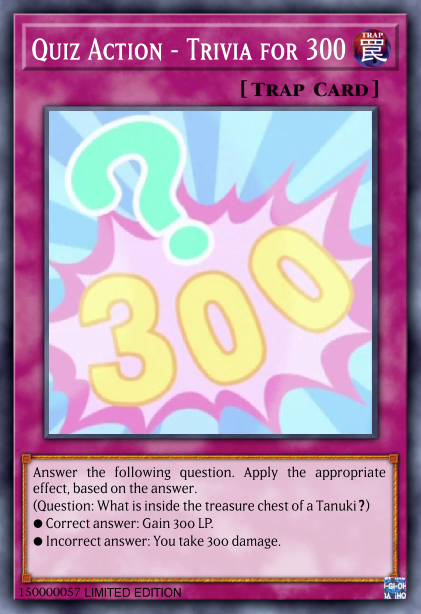 QUIZ ACTION - TRIVIA FOR 300
TRAP
罠
[TRAP CARD]
?
300
Answer the following question. Apply the appropriate
effect, based on the answer.
(Question: What is inside the treasure chest of a Tanuki?)
● Correct answer: Gain 300 LP.
● Incorrect answer: You take 300 damage.
150000057 LIMITED EDITION